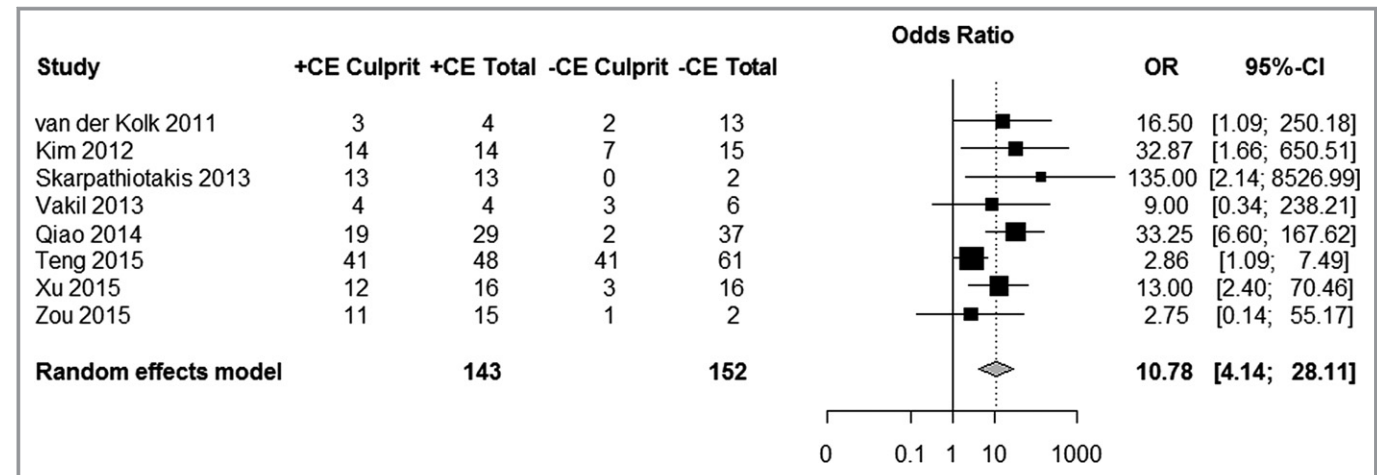 Odds Ratio
Study +CE Culprit +CE Total -CE Culprit -CE Total OR 95%-CI
van der Kolk 2011 3 4 2 13 16.50 [1.09; 250.18]
Kim 2012 14 14 7 15 32.87 [1.66; 650.51]
Skarpathiotakis 2013 13 13 0 2 135.00 [2.14; 8526.99]
Vakil 2013 4 4 3 6 9.00 [0.34; 238.21]
Qiao 2014 19 29 2 37 33.25 [6.60; 167.62]
Teng 2015 41 48 41 61 2.86 [1.09; 7.49]
Xu 2015 12 16 3 16 13.00 [2.40; 70.46]
Zou 2015 11 15 1 2 2.75 [0.14; 55.17]
Random effects model 143 152 10.78 [4.14; 28.11]
0 0.1 1 10 1000